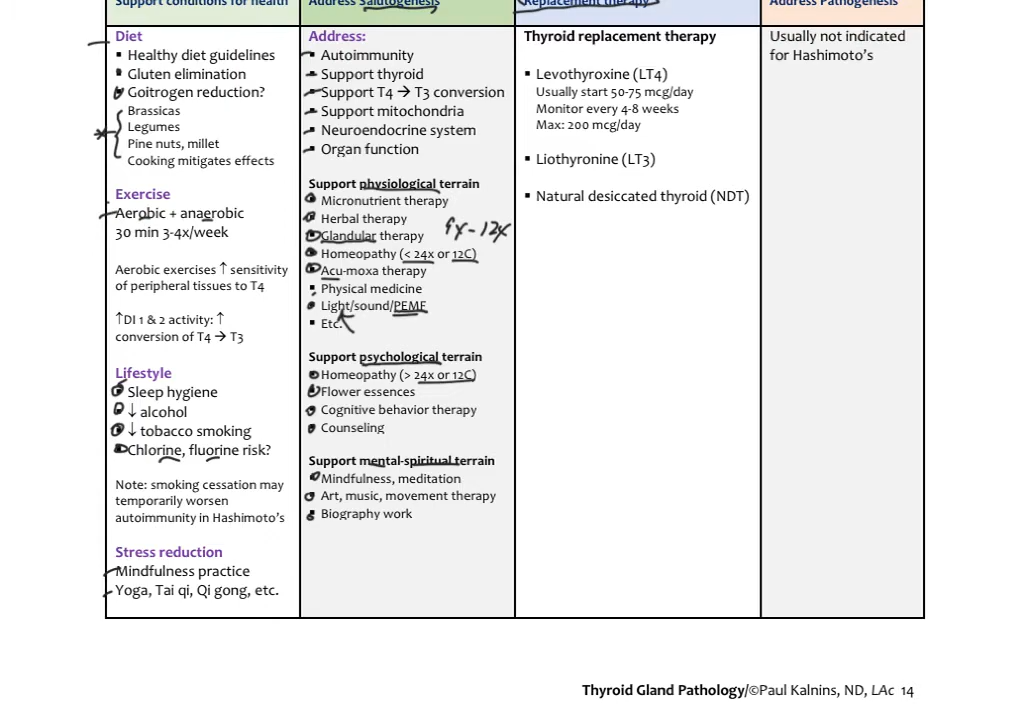 Support conditions for health
Address Salutogenesis
Replacement therapy
Address Pathogenesis
Diet
▪ Healthy diet guidelines
▪ Gluten elimination
▪ Goitrogen reduction?
Brassicas
Legumes
Pine nuts, millet
Cooking mitigates effects
Exercise
Aerobic + anaerobic
30 min 3-4x/week
Aerobic exercises ↑ sensitivity
of peripheral tissues to T4
↑DI 1 & 2 activity: ↑
conversion of T4 → T3
Lifestyle
Sleep hygiene
↓ alcohol
↓ tobacco smoking
Chlorine, fluorine risk?
Note: smoking cessation may
temporarily worsen
autoimmunity in Hashimoto's
Stress reduction
Mindfulness practice
Yoga, Tai qi, Qi gong, etc.
Address:
▪ Autoimmunity
▪ Support thyroid
▪ Support T4 → T3 conversion
▪ Support mitochondria
▪ Neuroendocrine system
▪ Organ function
Support physiological terrain
▪ Micronutrient therapy
▪ Herbal therapy
▪ Glandular therapy
▪ Homeopathy (< 24x or 12C)
▪ Acu-moxa therapy
▪ Physical medicine
▪ Light/sound/PEME
▪ Etc.
Support psychological terrain
▪ Homeopathy (> 24x or 12C)
▪ Flower essences
▪ Cognitive behavior therapy
▪ Counseling
Support mental-spiritual terrain
▪ Mindfulness, meditation
▪ Art, music, movement therapy
▪ Biography work
Thyroid replacement therapy
▪ Levothyroxine (LT4)
Usually start 50-75 mcg/day
Monitor every 4-8 weeks
Max: 200 mcg/day
▪ Liothyronine (LT3)
▪ Natural desiccated thyroid (NDT)
Usually not indicated
for Hashimoto's
Thyroid Gland Pathology/©Paul Kalnins, ND, LAc 14